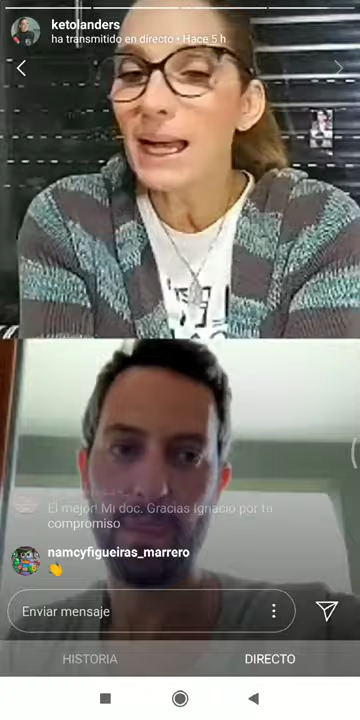 ketolanders
ha transmitido en directo • Hace 5 h
El mejor! Mi doc. Gracias Ignacio por tu
compromiso
namcyfigueiras_marrero
Enviar mensaje
HISTORIA
DIRECTO